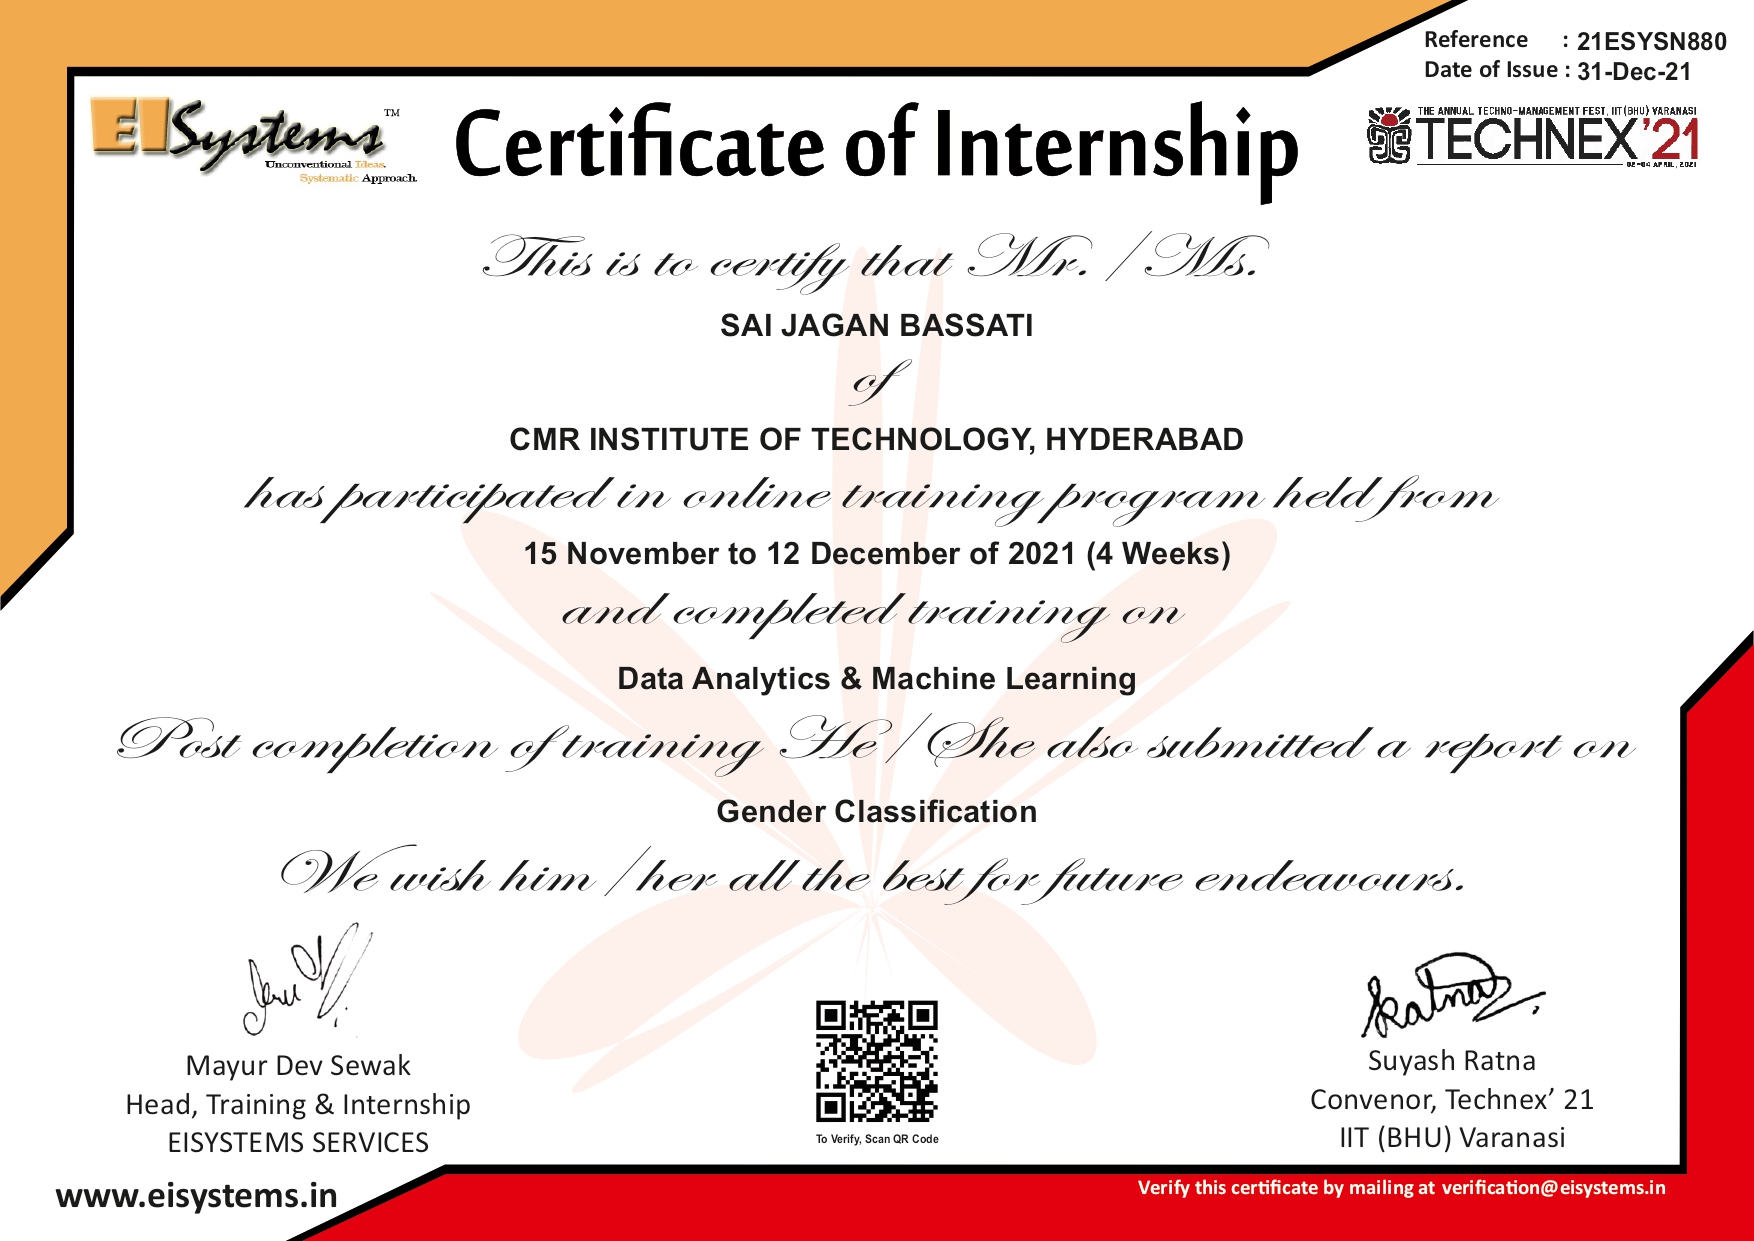 Reference : 21ESYSN880
Date of Issue : 31-Dec-21
EISystems™
Unconventional Ideas.
Systematic Approach.
Certificate of Internship
THE ANNUAL TECHNO-MANAGEMENT FEST, IIT(BHU) VARANASI
TECHNEX'21
02-04 APRIL, 2021
This is to certify that Mr. / Ms.
SAI JAGAN BASSATI
of
CMR INSTITUTE OF TECHNOLOGY, HYDERABAD
has participated in online training program held from
15 November to 12 December of 2021 (4 Weeks)
and completed training on
Data Analytics & Machine Learning
Post completion of training He / She also submitted a report on
Gender Classification
We wish him / her all the best for future endeavours.
Ratna
Mayur Dev Sewak
Head, Training & Internship
EISYSTEMS SERVICES
To Verify, Scan QR Code
Suyash Ratna
Convenor, Technex’ 21
IIT (BHU) Varanasi
www.eisystems.in
Verify this certificate by mailing at verification@eisystems.in